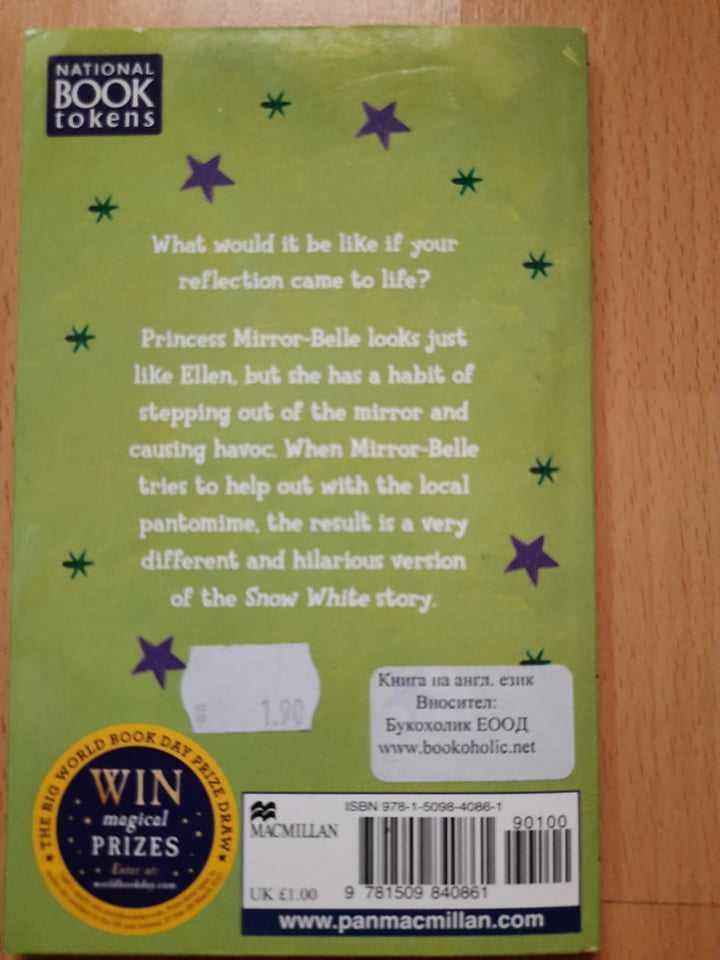 NATIONAL
BOOK
tokens
What would it be like if your
reflection came to life?
Princess Mirror-Belle looks just
like Ellen, but she has a habit of
stepping out of the mirror and
causing havoc. When Mirror-Belle
tries to help out with the local
pantomime, the result is a very
different and hilarious version
of the Snow White story.
1.90
Книга на англ. език
Вносител:
Букохолик ЕООД
www.bookoholic.net
THE BIG WORLD BOOK DAY PRIZE DRAW
WIN
magical
PRIZES
Enter at:
worldbookday.com
MACMILLAN
UK £1.00
ISBN 978-1-5098-4086-1
90100
9 781509 840861
www.panmacmillan.com